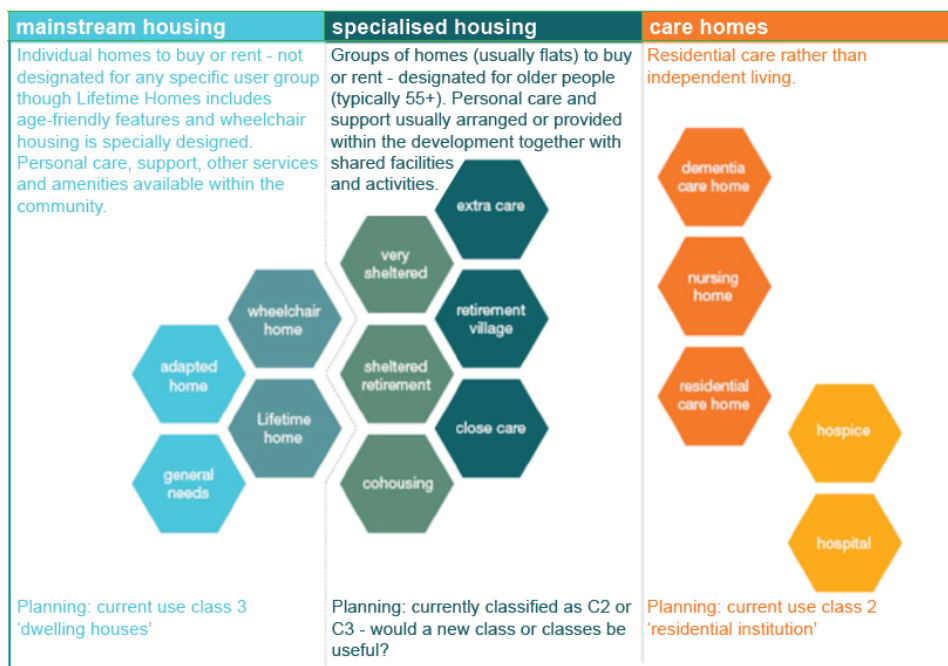 mainstream housing
Individual homes to buy or rent - not
designated for any specific user group
though Lifetime Homes includes
age-friendly features and wheelchair
housing is specially designed.
Personal care, support, other services
and amenities available within the
community.
wheelchair
home
adapted
home
Lifetime
home
general
needs
Planning: current use class 3
‘dwelling houses’
specialised housing
Groups of homes (usually flats) to buy
or rent - designated for older people
(typically 55+). Personal care and
support usually arranged or provided
within the development together with
shared facilities
and activities.
extra care
very
sheltered
retirement
village
sheltered
retirement
close care
cohousing
Planning: currently classified as C2 or
C3 - would a new class or classes be
useful?
care homes
Residential care rather than
independent living.
dementia
care home
nursing
home
residential
care home
hospice
hospital
Planning: current use class 2
‘residential institution’